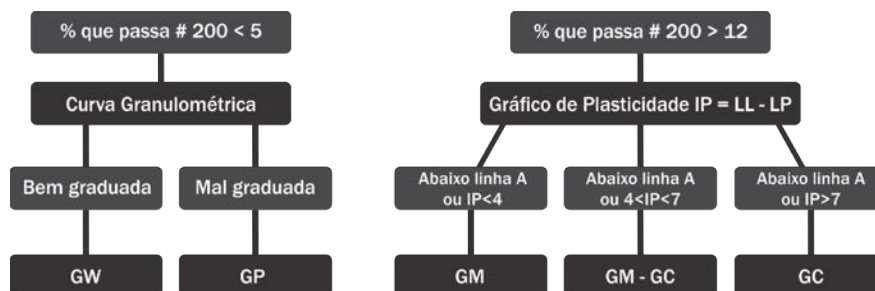 % que passa # 200 < 5
Curva Granulométrica
Bem graduada
Mal graduada
GW
GP
% que passa # 200 > 12
Gráfico de Plasticidade IP = LL - LP
Abaixo linha A
ou IP<4
Abaixo linha A
ou 4<IP<7
Abaixo linha A
ou IP>7
GM
GM - GC
GC